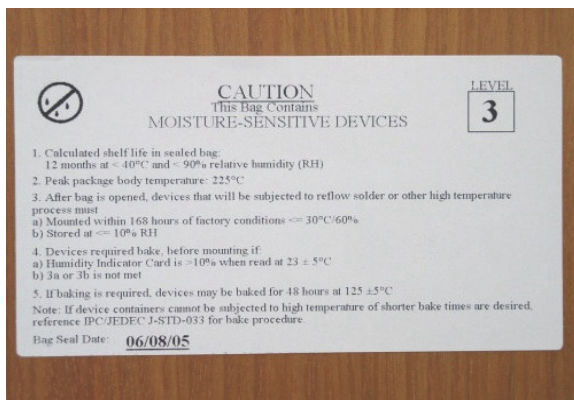 CAUTION
This Bag Contains
MOISTURE-SENSITIVE DEVICES
LEVEL
3
1. Calculated shelf life in sealed bag:
12 months at < 40°C and < 90% relative humidity (RH)
2. Peak package body temperature: 225°C
3. After bag is opened, devices that will be subjected to reflow solder or other high temperature
process must
a) Mounted within 168 hours of factory conditions <= 30°C/60%
b) Stored at <= 10% RH
4. Devices required bake, before mounting if:
a) Humidity Indicator Card is >10% when read at 23 ± 5°C
b) 3a or 3b is not met
5. If baking is required, devices may be baked for 48 hours at 125 ±5°C
Note: If device containers cannot be subjected to high temperature of shorter bake times are desired,
reference IPC/JEDEC J-STD-033 for bake procedure.
Bag Seal Date: 06/08/05